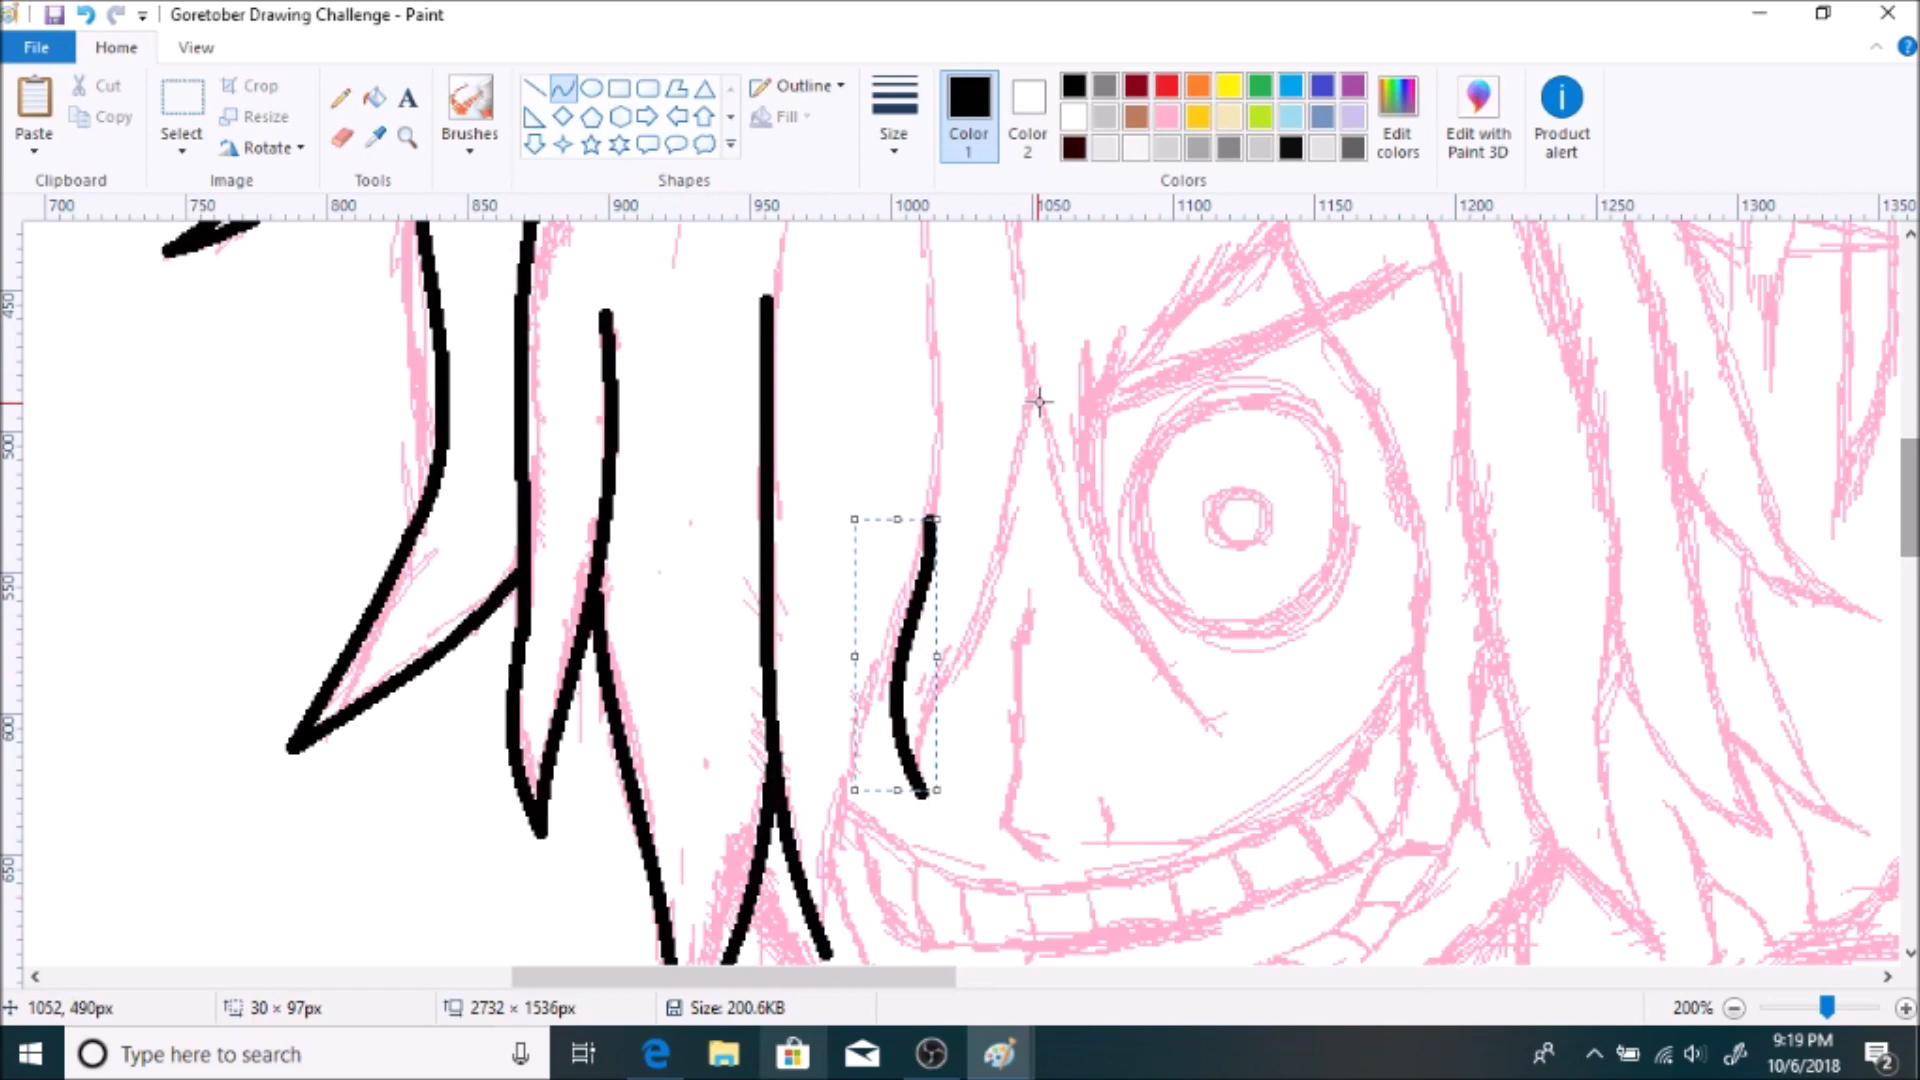 Goretober Drawing Challenge - Paint
File Home View
Paste Cut Copy Clipboard
Select Crop Resize Rotate Image
Tools
Brushes
Shapes
Outline Fill
Size
Color 1
Color 2
Edit colors
Colors
Edit with Paint 3D
Product alert
700 750 800 850 900 950 1000 1050 1100 1150 1200 1250 1300 1350
450
500
550
600
650
1052, 490px 30 × 97px 2732 × 1536px Size: 200.6KB 200%
Type here to search
9:19 PM
10/6/2018
2